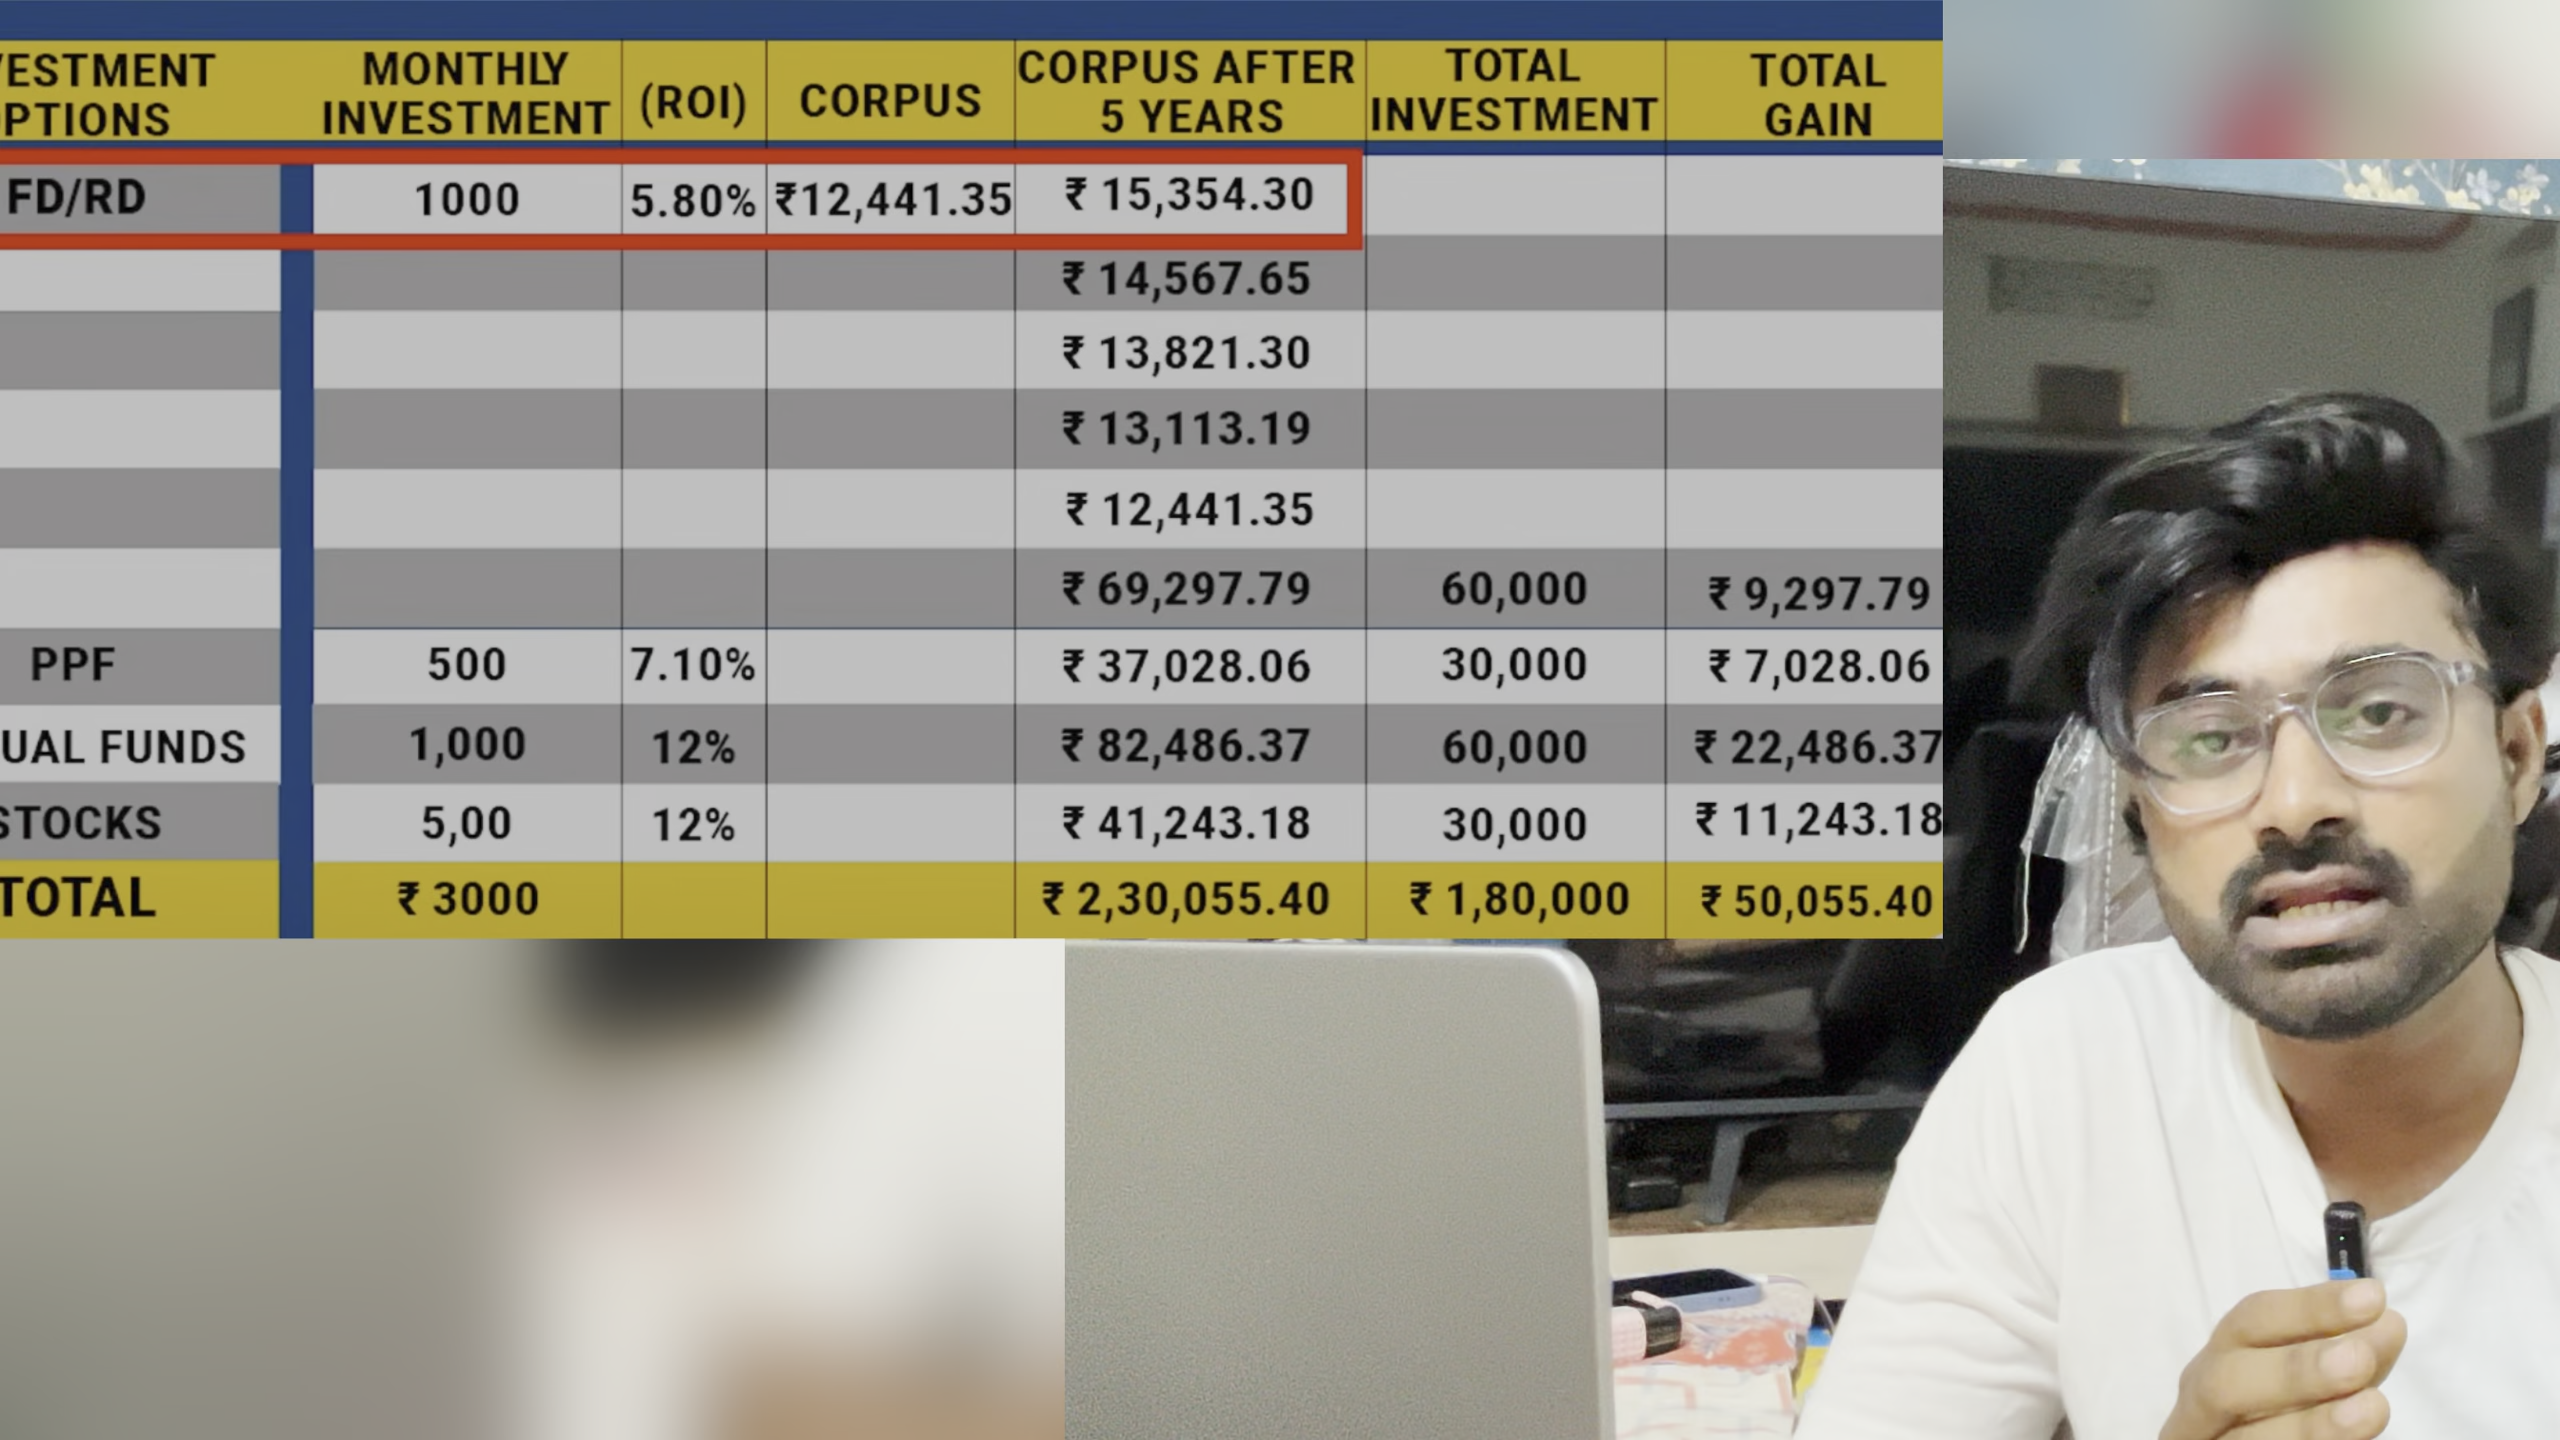 VESTMENT
PTIONS
MONTHLY
INVESTMENT
(ROI)
CORPUS
CORPUS AFTER
5 YEARS
TOTAL
INVESTMENT
TOTAL
GAIN
FD/RD 1000 5.80% ₹12,441.35 ₹ 15,354.30
₹ 14,567.65
₹ 13,821.30
₹ 13,113.19
₹ 12,441.35
₹ 69,297.79 60,000 ₹ 9,297.79
PPF 500 7.10% ₹ 37,028.06 30,000 ₹ 7,028.06
UAL FUNDS 1,000 12% ₹ 82,486.37 60,000 ₹ 22,486.37
STOCKS 5,00 12% ₹ 41,243.18 30,000 ₹ 11,243.18
TOTAL ₹ 3000 ₹ 2,30,055.40 ₹ 1,80,000 ₹ 50,055.40